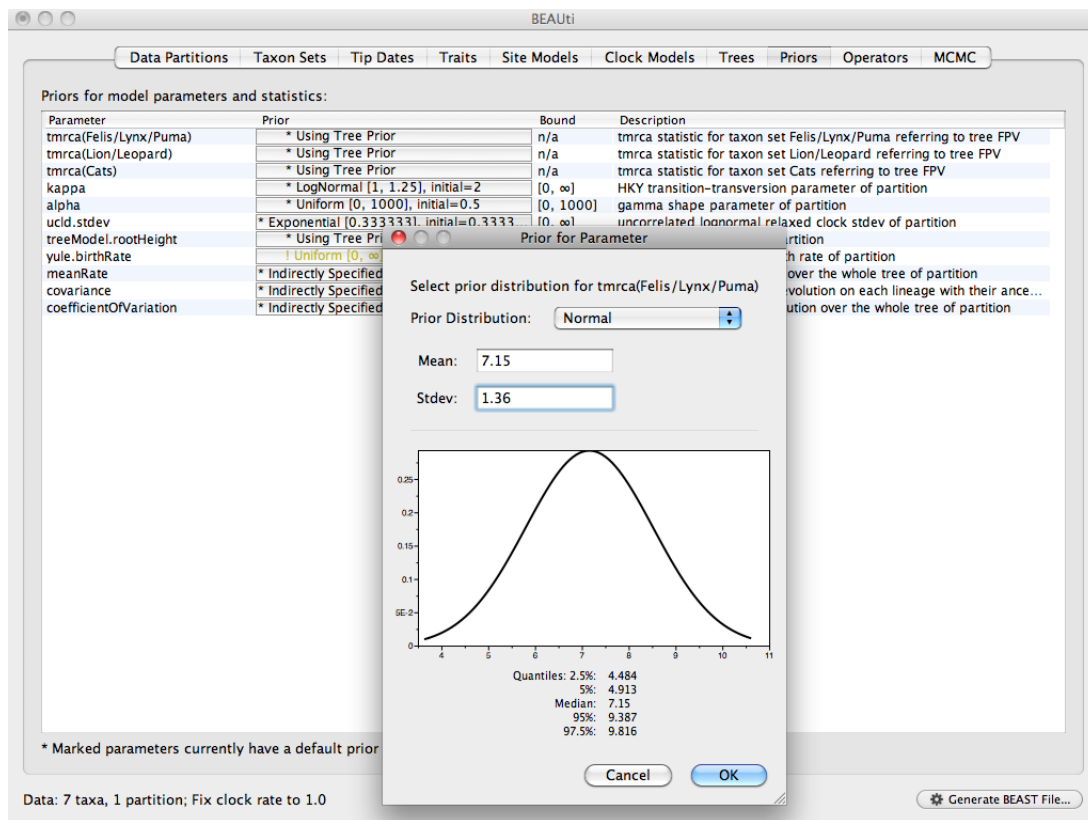 BEAUti
Data Partitions Taxon Sets Tip Dates Traits Site Models Clock Models Trees Priors Operators MCMC
Priors for model parameters and statistics:
Parameter Prior Bound Description
tmrca(Felis/Lynx/Puma) * Using Tree Prior n/a tmrca statistic for taxon set Felis/Lynx/Puma referring to tree FPV
tmrca(Lion/Leopard) * Using Tree Prior n/a tmrca statistic for taxon set Lion/Leopard referring to tree FPV
tmrca(Cats) * Using Tree Prior n/a tmrca statistic for taxon set Cats referring to tree FPV
kappa * LogNormal [1, 1.25], initial=2 [0, ∞] HKY transition-transversion parameter of partition
alpha * Uniform [0, 1000], initial=0.5 [0, 1000] gamma shape parameter of partition
ucld.stdev * Exponential [0.333333], initial=0.3333... [0, ∞] uncorrelated lognormal relaxed clock stdev of partition
treeModel.rootHeight * Using Tree Pri artition
yule.birthRate ! Uniform [0, ∞ h rate of partition
meanRate * Indirectly Specified over the whole tree of partition
covariance * Indirectly Specified volution on each lineage with their ance...
coefficientOfVariation * Indirectly Specified ution over the whole tree of partition
Prior for Parameter
Select prior distribution for tmrca(Felis/Lynx/Puma)
Prior Distribution: Normal
Mean: 7.15
Stdev: 1.36
0.25
0.2
0.15
0.1
5E-2
0
4 5 6 7 8 9 10 11
Quantiles: 2.5%: 4.484
5%: 4.913
Median: 7.15
95%: 9.387
97.5%: 9.816
Cancel OK
* Marked parameters currently have a default prior
Data: 7 taxa, 1 partition; Fix clock rate to 1.0
Generate BEAST File...